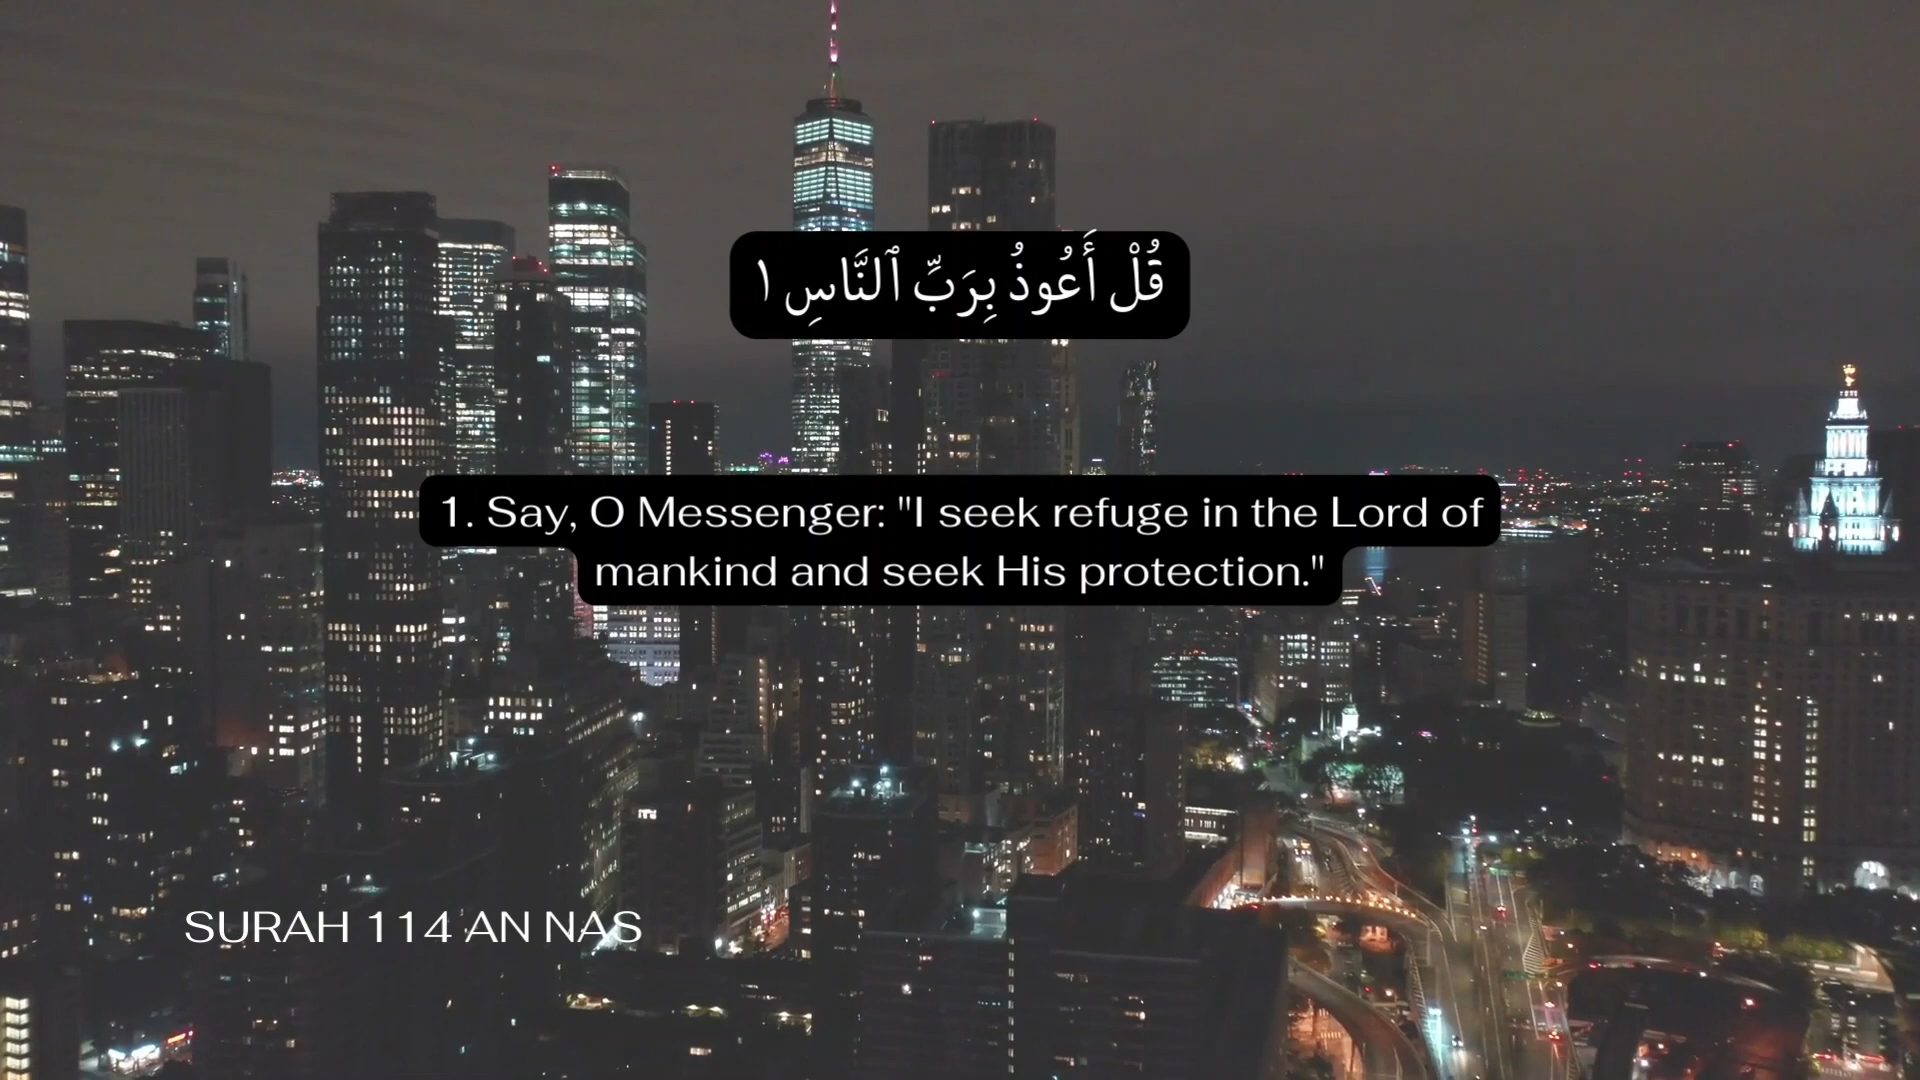 قُلْ أَعُوذُ بِرَبِّ ٱلنَّاسِ ١
1. Say, O Messenger: "I seek refuge in the Lord of
mankind and seek His protection."
SURAH 114 AN NAS